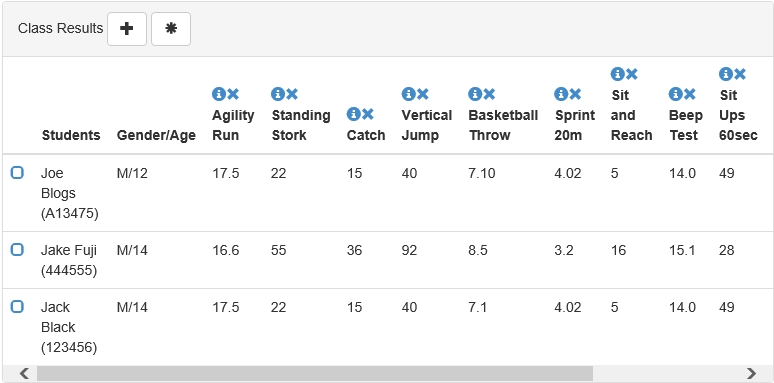 Class Results
Students Gender/Age Agility Run Standing Stork Catch Vertical Jump Basketball Throw Sprint 20m Sit and Reach Beep Test Sit Ups 60sec
Joe M/12 17.5 22 15 40 7.10 4.02 5 14.0 49
Blogs
(A13475)
Jake Fuji M/14 16.6 55 36 92 8.5 3.2 16 15.1 28
(444555)
Jack M/14 17.5 22 15 40 7.1 4.02 5 14.0 49
Black
(123456)